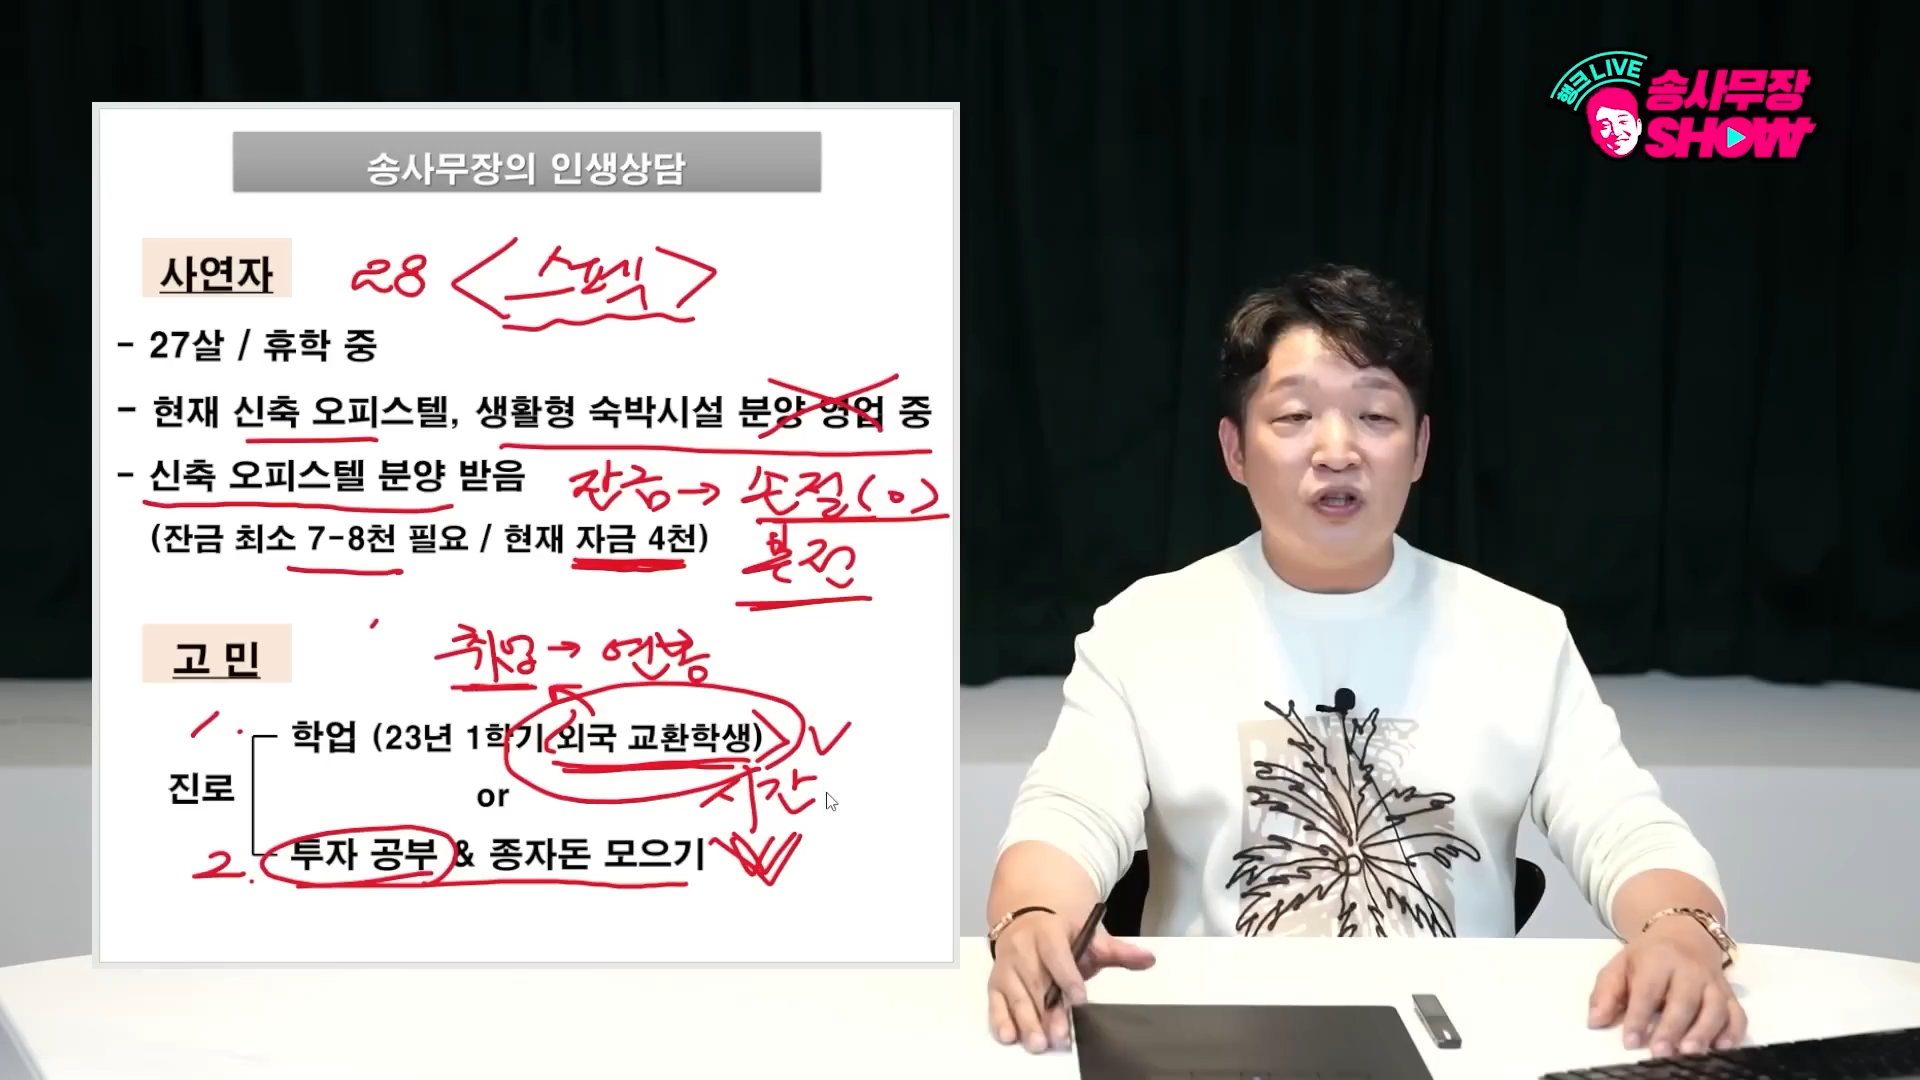 송사무장의 인생상담
사연자 28 <스펙>
- 27살 / 휴학 중
- 현재 신축 오피스텔, 생활형 숙박시설 분양 영업 중
- 신축 오피스텔 분양 받음 잔금 → 손절(o)
(잔금 최소 7-8천 필요 / 현재 자금 4천) 본전
고 민
취업 → 연봉
1. 학업 (23년 1학기 외국 교환학생)
진로
or 시간
2. 투자 공부 & 종자돈 모으기
행크 LIVE
송사무장
SHOW